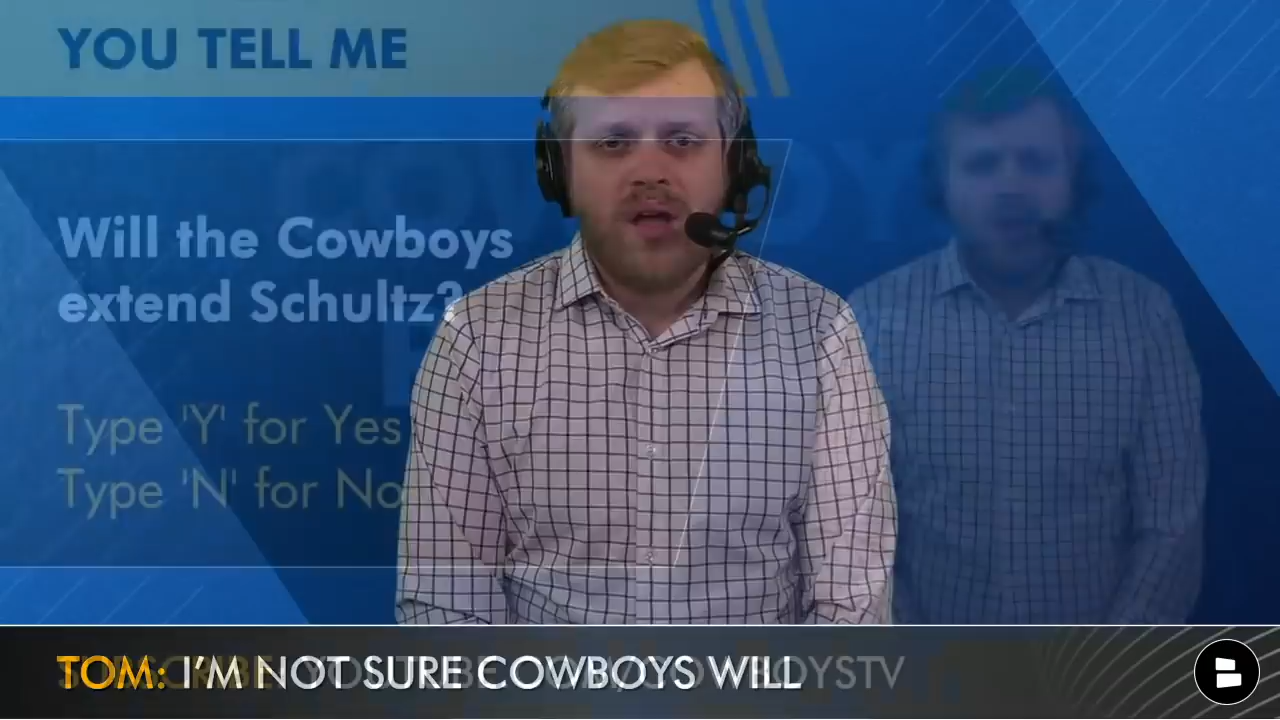 YOU TELL ME
Will the Cowboys
extend Schultz?
Type 'Y' for Yes
Type 'N' for No
TOM: I'M NOT SURE COWBOYS WILL